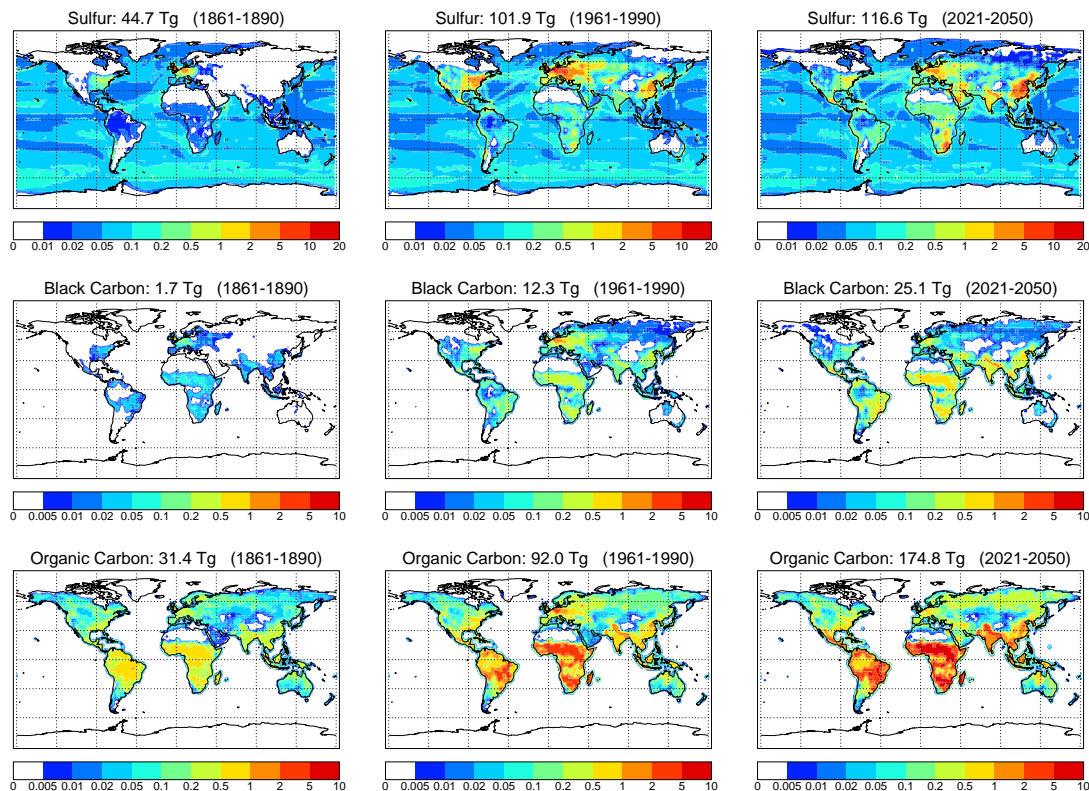 Sulfur: 44.7 Tg (1861-1890)
Sulfur: 101.9 Tg (1961-1990)
Sulfur: 116.6 Tg (2021-2050)
0 0.01 0.02 0.05 0.1 0.2 0.5 1 2 5 10 20
0 0.01 0.02 0.05 0.1 0.2 0.5 1 2 5 10 20
0 0.01 0.02 0.05 0.1 0.2 0.5 1 2 5 10 20
Black Carbon: 1.7 Tg (1861-1890)
Black Carbon: 12.3 Tg (1961-1990)
Black Carbon: 25.1 Tg (2021-2050)
0 0.005 0.01 0.02 0.05 0.1 0.2 0.5 1 2 5 10
0 0.005 0.01 0.02 0.05 0.1 0.2 0.5 1 2 5 10
0 0.005 0.01 0.02 0.05 0.1 0.2 0.5 1 2 5 10
Organic Carbon: 31.4 Tg (1861-1890)
Organic Carbon: 92.0 Tg (1961-1990)
Organic Carbon: 174.8 Tg (2021-2050)
0 0.005 0.01 0.02 0.05 0.1 0.2 0.5 1 2 5 10
0 0.005 0.01 0.02 0.05 0.1 0.2 0.5 1 2 5 10
0 0.005 0.01 0.02 0.05 0.1 0.2 0.5 1 2 5 10